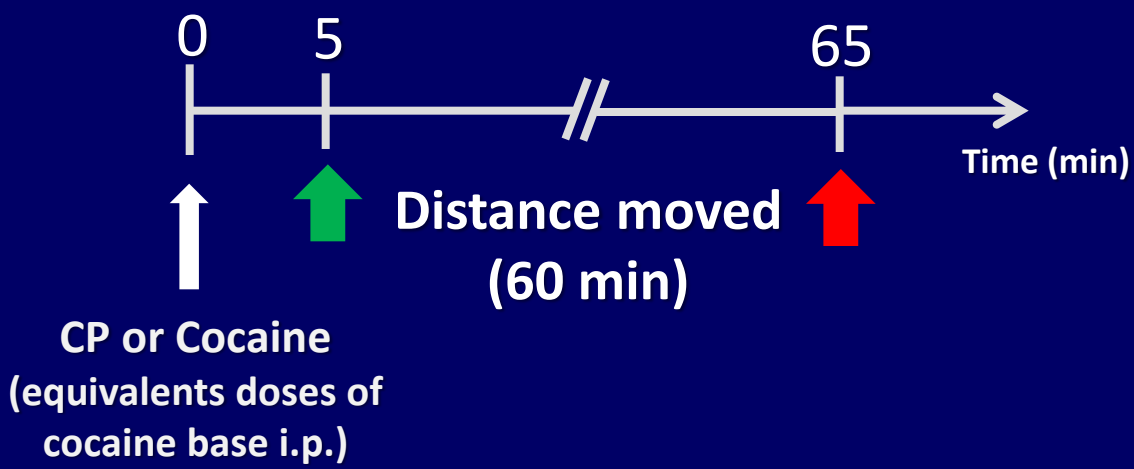 0
5
65
Time (min)
Distance moved
(60 min)
CP or Cocaine
(equivalents doses of
cocaine base i.p.)